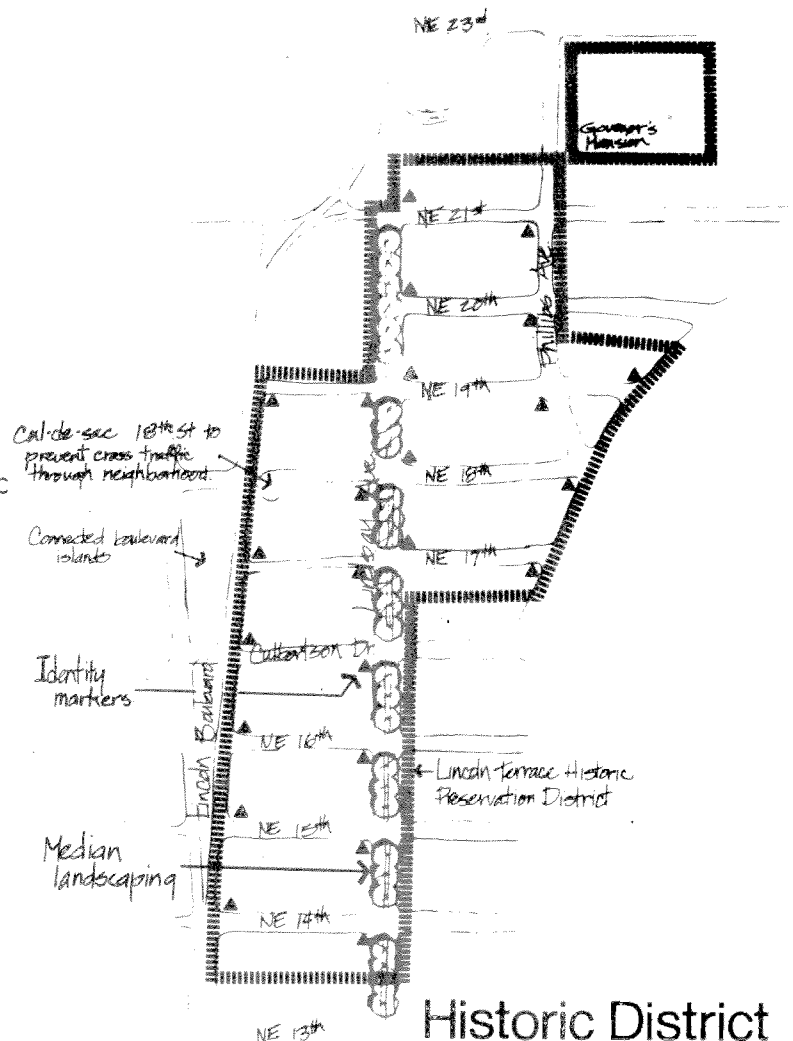 NE 23rd
Governor's
Mansion
NE 21st
NE 20th
Phillips Ave
NE 19th
Cul-de-sac 18th St to
prevent cross traffic
through neighborhood.
NE 18th
Connected boulevard
islands
NE 17th
Culbertson Dr
Identity
markers
Lincoln Boulevard
NE 16th
Lincoln Terrace Historic
Preservation District
NE 15th
Median
landscaping
NE 14th
Historic District
NE 13th